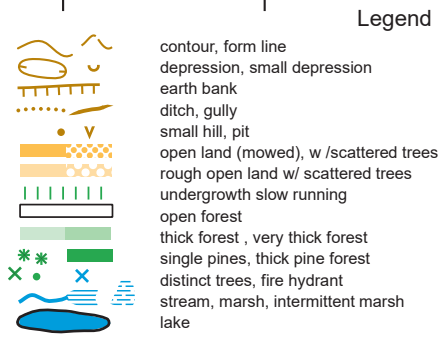 Legend
contour, form line
depression, small depression
earth bank
ditch, gully
small hill, pit
open land (mowed), w /scattered trees
rough open land w/ scattered trees
undergrowth slow running
open forest
thick forest , very thick forest
single pines, thick pine forest
distinct trees, fire hydrant
stream, marsh, intermittent marsh
lake